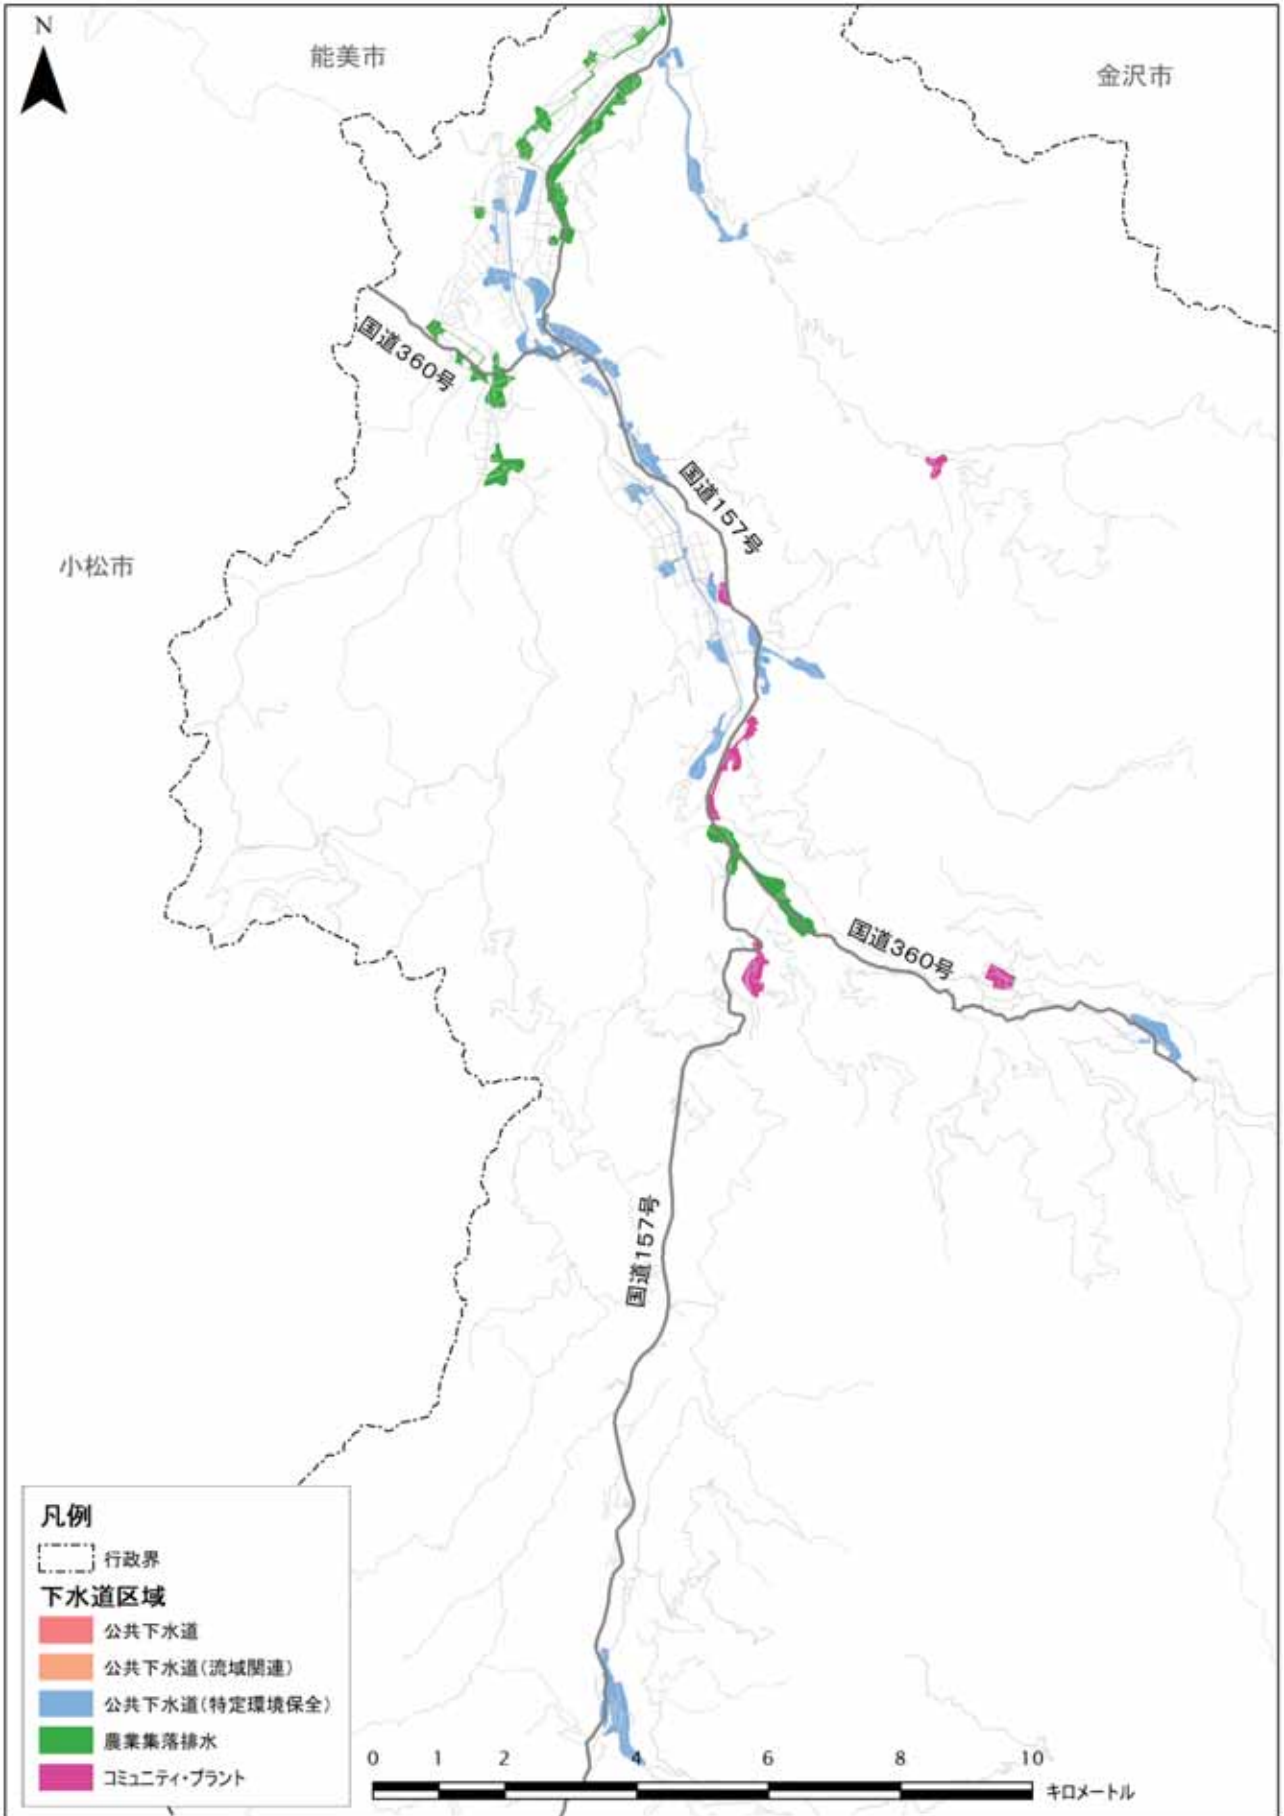 N
能美市
金沢市
国道360号
国道157号
小松市
国道360号
国道157号
凡例
行政界
下水道区域
公共下水道
公共下水道(流域関連)
公共下水道(特定環境保全)
農業集落排水
コミュニティ・プラント
0 1 2 4 6 8 10
キロメートル